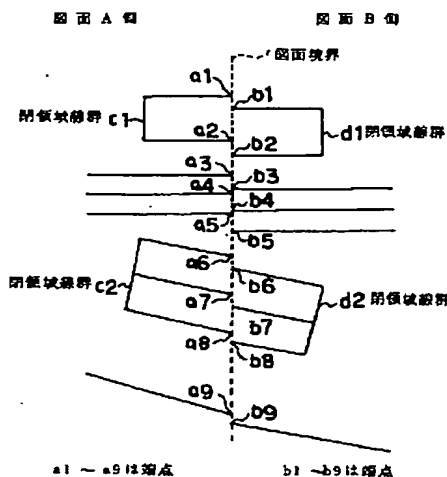 図面A側 図面B側
図面境界
a1
b1
閉領域線群 c1
a2
b2
d1 閉領域線群
a3
b3
a4
b4
a5
b5
a6
b6
閉領域線群 c2
a7
d2 閉領域線群
b7
a8
b8
a9
b9
a1 ~a9は端点 b1 ~b9は端点